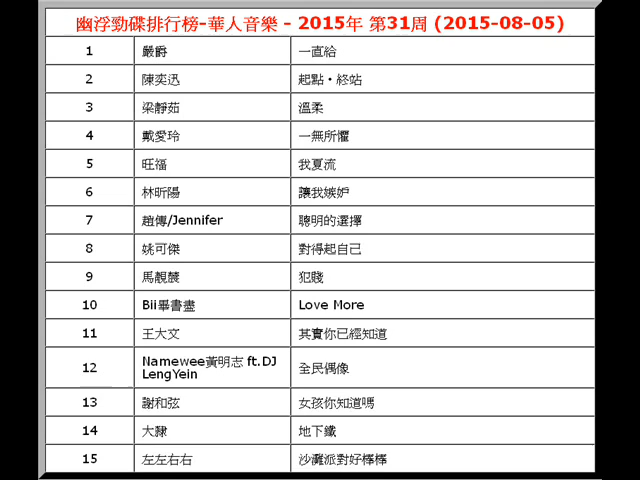 幽浮勁碟排行榜-華人音樂 - 2015年 第31周 (2015-08-05)
1 嚴爵 一直給
2 陳奕迅 起點・終站
3 梁靜茹 溫柔
4 戴愛玲 一無所懼
5 旺福 我夏流
6 林昕陽 讓我嫉妒
7 趙傳/Jennifer 聰明的選擇
8 姚可傑 對得起自己
9 馬靚辳 犯賤
10 Bii畢書盡 Love More
11 王大文 其實你已經知道
12 Namewee黃明志 ft.DJ LengYein 全民偶像
13 謝和弦 女孩你知道嗎
14 大隸 地下鐵
15 左左右右 沙灘派對好棒棒